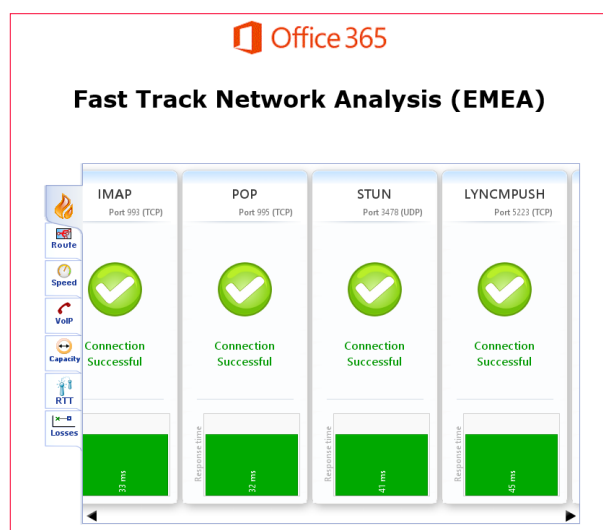 Office 365
Fast Track Network Analysis (EMEA)
IMAP
Port 993 (TCP)
Connection
Successful
33 ms
POP
Port 995 (TCP)
Connection
Successful
Response time
32 ms
STUN
Port 3478 (UDP)
Connection
Successful
Response time
41 ms
LYNCMPUSH
Port 5223 (TCP)
Connection
Successful
Response time
45 ms
Route
Speed
VoIP
Capacity
RTT
Losses